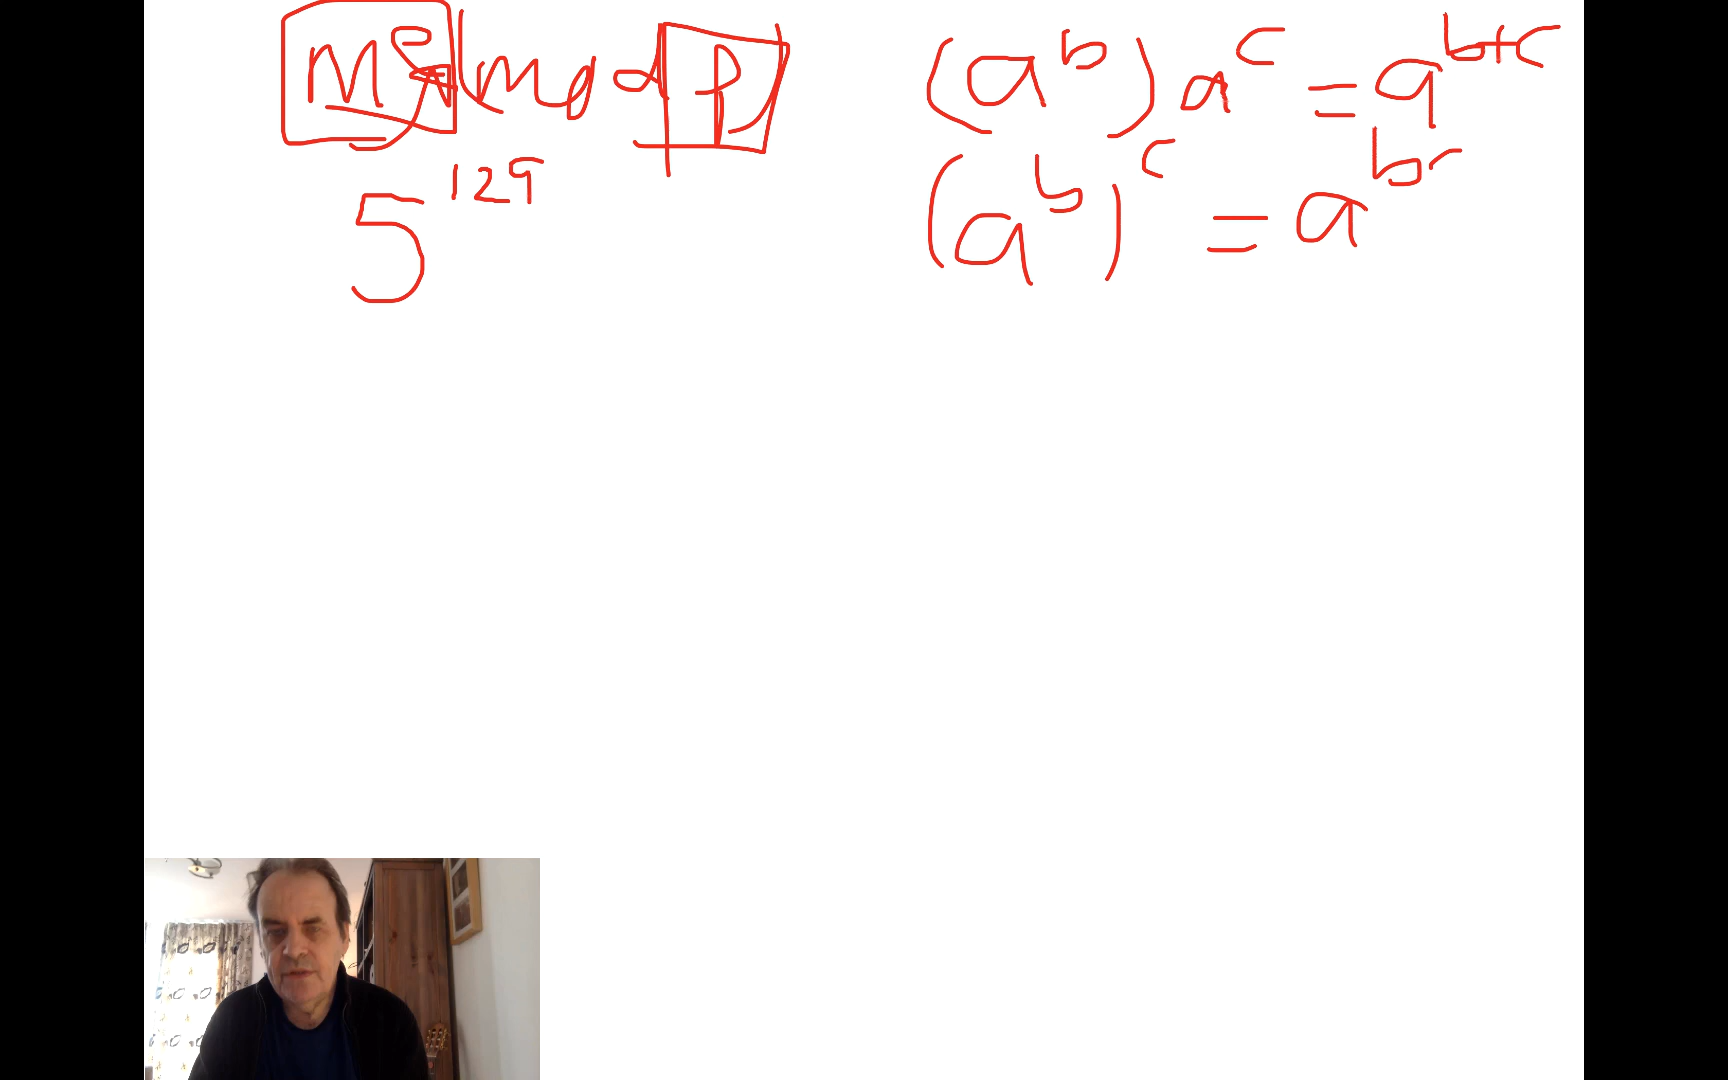 M^e (mod p)
(a^b) a^c = a^{b+c}
5^{129}
(a^b)^c = a^{bc}